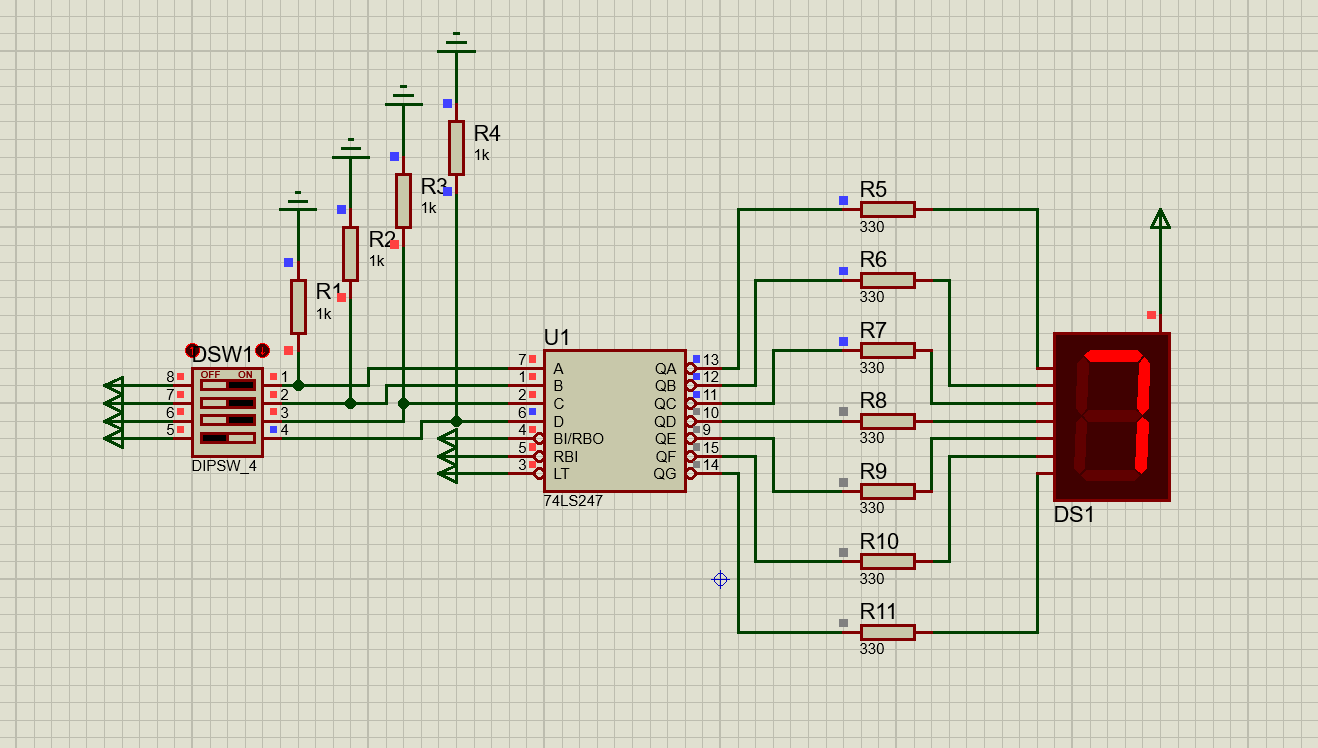 R4
1k
R3
1k
R2
1k
R1
1k
DSW1
OFF ON
8 1
7 2
6 3
5 4
DIPSW_4
U1
7 A QA 13
1 B QB 12
2 C QC 11
6 D QD 10
4 BI/RBO QE 9
5 RBI QF 15
3 LT QG 14
74LS247
R5
330
R6
330
R7
330
R8
330
R9
330
R10
330
R11
330
DS1